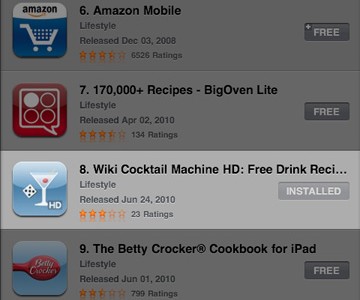 amazon
6. Amazon Mobile
Lifestyle
Released Dec 03, 2008
6526 Ratings
FREE
7. 170,000+ Recipes - BigOven Lite
Lifestyle
Released Apr 02, 2010
134 Ratings
FREE
8. Wiki Cocktail Machine HD: Free Drink Reci...
Lifestyle
Released Jun 24, 2010
23 Ratings
INSTALLED
HD
9. The Betty Crocker® Cookbook for iPad
Lifestyle
Released Jun 01, 2010
799 Ratings
FREE
Betty Crocker